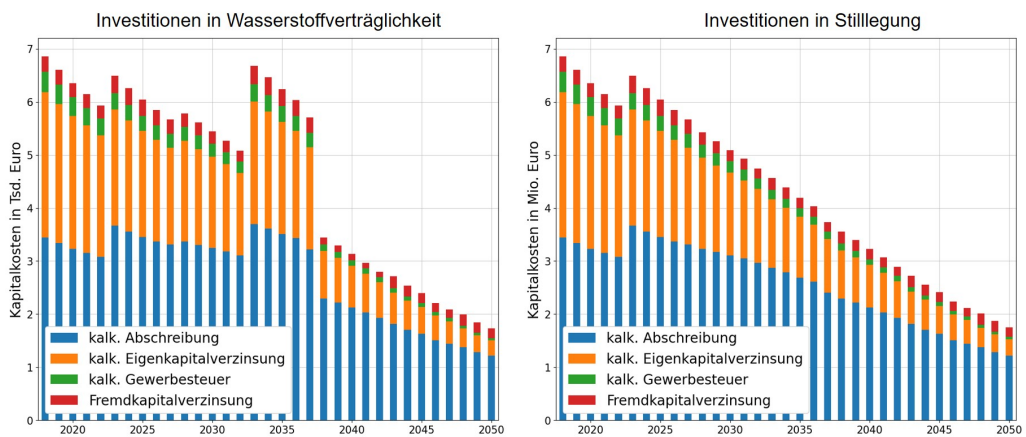 Investitionen in Wasserstoffverträglichkeit
Kapitalkosten in Tsd. Euro
7
6
5
4
3
2
1
0
kalk. Abschreibung
kalk. Eigenkapitalverzinsung
kalk. Gewerbesteuer
Fremdkapitalverzinsung
2020 2025 2030 2035 2040 2045 2050
Investitionen in Stilllegung
Kapitalkosten in Mio. Euro
7
6
5
4
3
2
1
0
kalk. Abschreibung
kalk. Eigenkapitalverzinsung
kalk. Gewerbesteuer
Fremdkapitalverzinsung
2020 2025 2030 2035 2040 2045 2050